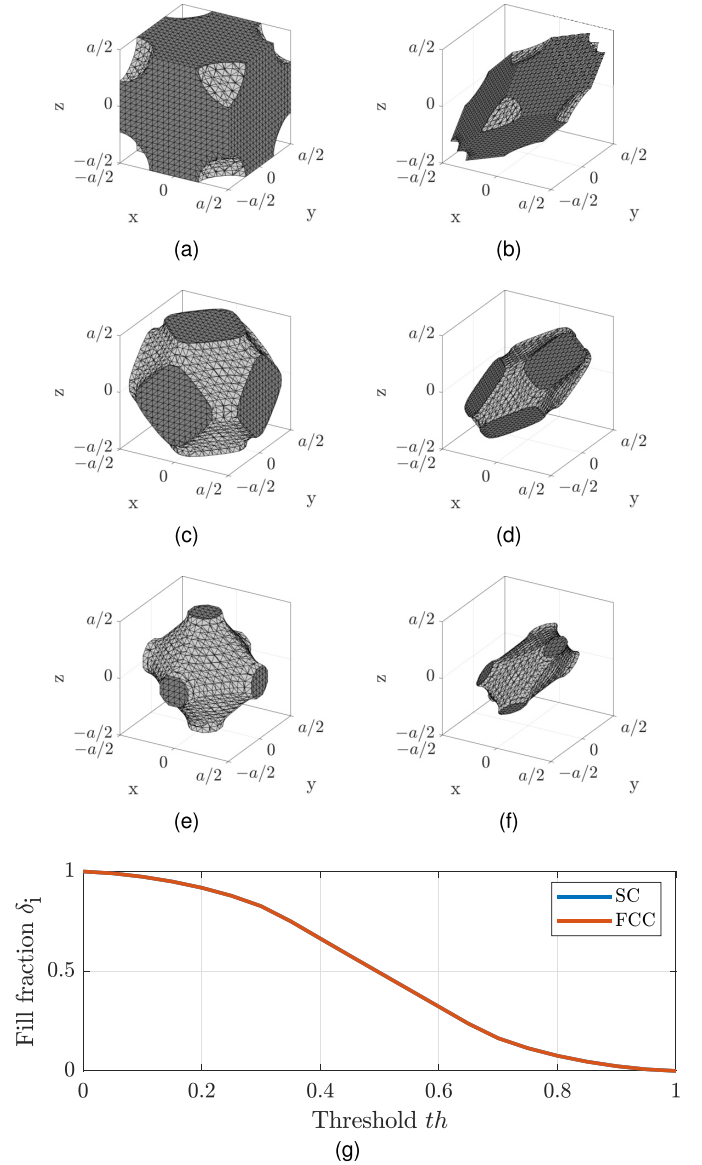 a/2
a/2
z
0
z
0
−a/2
−a/2
a/2
−a/2
−a/2
a/2
0
0
0
0
x
a/2
−a/2
y
x
a/2
−a/2
y
(a)
(b)
a/2
a/2
z
0
z
0
−a/2
−a/2
a/2
−a/2
−a/2
a/2
0
0
0
0
x
a/2
−a/2
y
x
a/2
−a/2
y
(c)
(d)
a/2
a/2
z
0
z
0
−a/2
−a/2
a/2
−a/2
−a/2
a/2
0
0
0
0
x
a/2
−a/2
y
x
a/2
−a/2
y
(e)
(f)
1
SC
FCC
Fill fraction δi
0.5
0
0
0.2
0.4
0.6
0.8
1
Threshold th
(g)